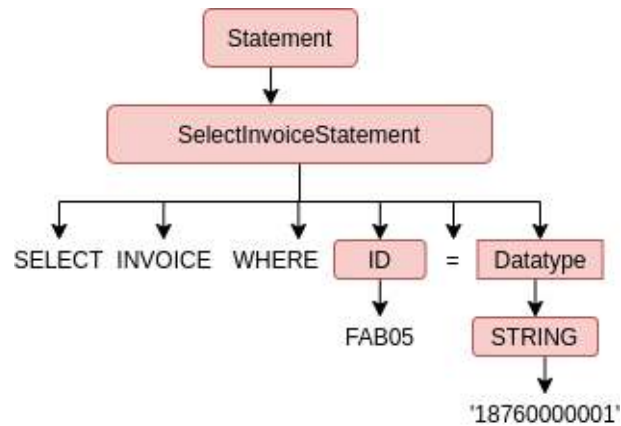 Statement
SelectInvoiceStatement
SELECT INVOICE WHERE ID = Datatype
FAB05 STRING
'18760000001'